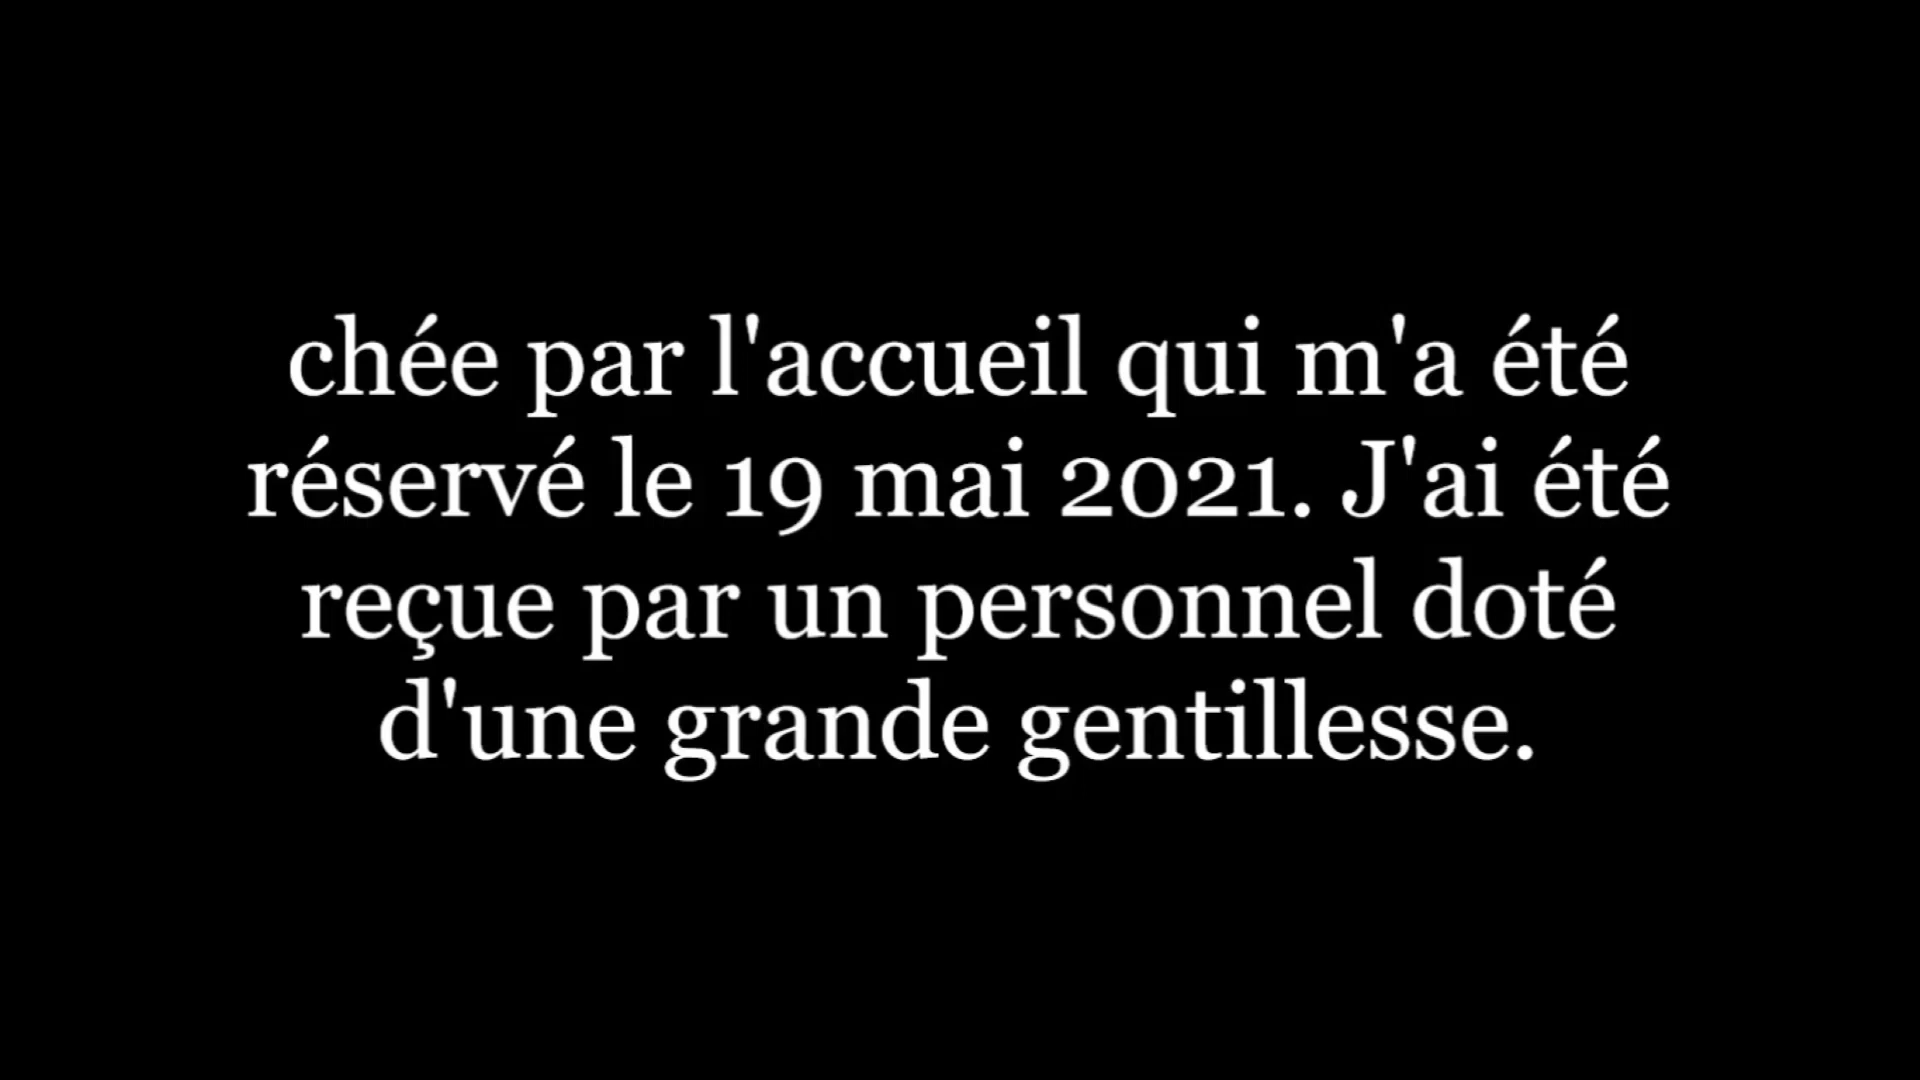 chée par l'accueil qui m'a été
réservé le 19 mai 2021. J'ai été
reçue par un personnel doté
d'une grande gentillesse.